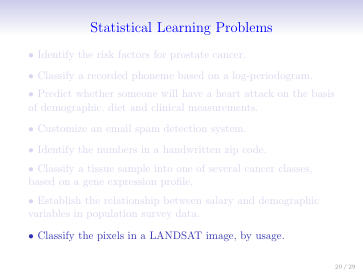 Statistical Learning Problems
• Identify the risk factors for prostate cancer.
• Classify a recorded phoneme based on a log-periodogram.
• Predict whether someone will have a heart attack on the basis
of demographic, diet and clinical measurements.
• Customize an email spam detection system.
• Identify the numbers in a handwritten zip code.
• Classify a tissue sample into one of several cancer classes,
based on a gene expression profile.
• Establish the relationship between salary and demographic
variables in population survey data.
• Classify the pixels in a LANDSAT image, by usage.
29 / 29